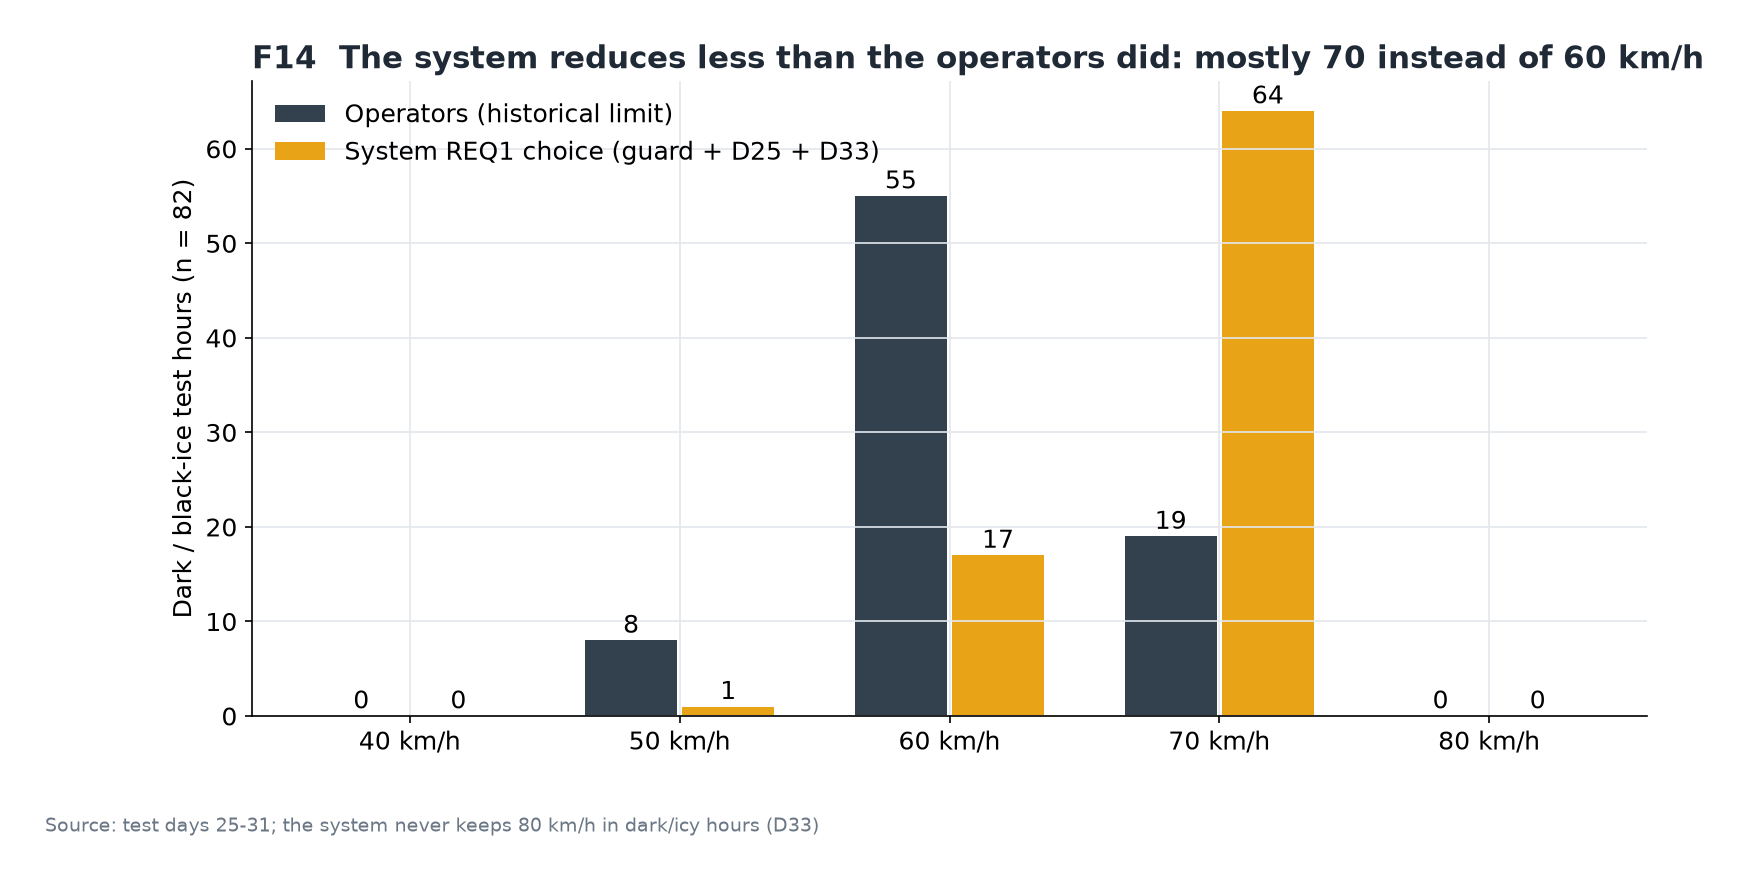 F14  The system reduces less than the operators did: mostly 70 instead of 60 km/h
Operators (historical limit)
System REQ1 choice (guard + D25 + D33)
Dark / black-ice test hours (n = 82)
60
50
40
30
20
10
0
0
0
8
1
55
17
19
64
0
0
40 km/h
50 km/h
60 km/h
70 km/h
80 km/h
Source: test days 25-31; the system never keeps 80 km/h in dark/icy hours (D33)